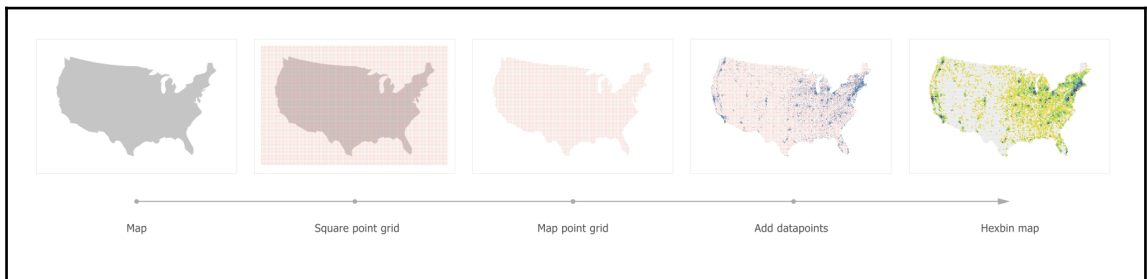 Map
Square point grid
Map point grid
Add datapoints
Hexbin map